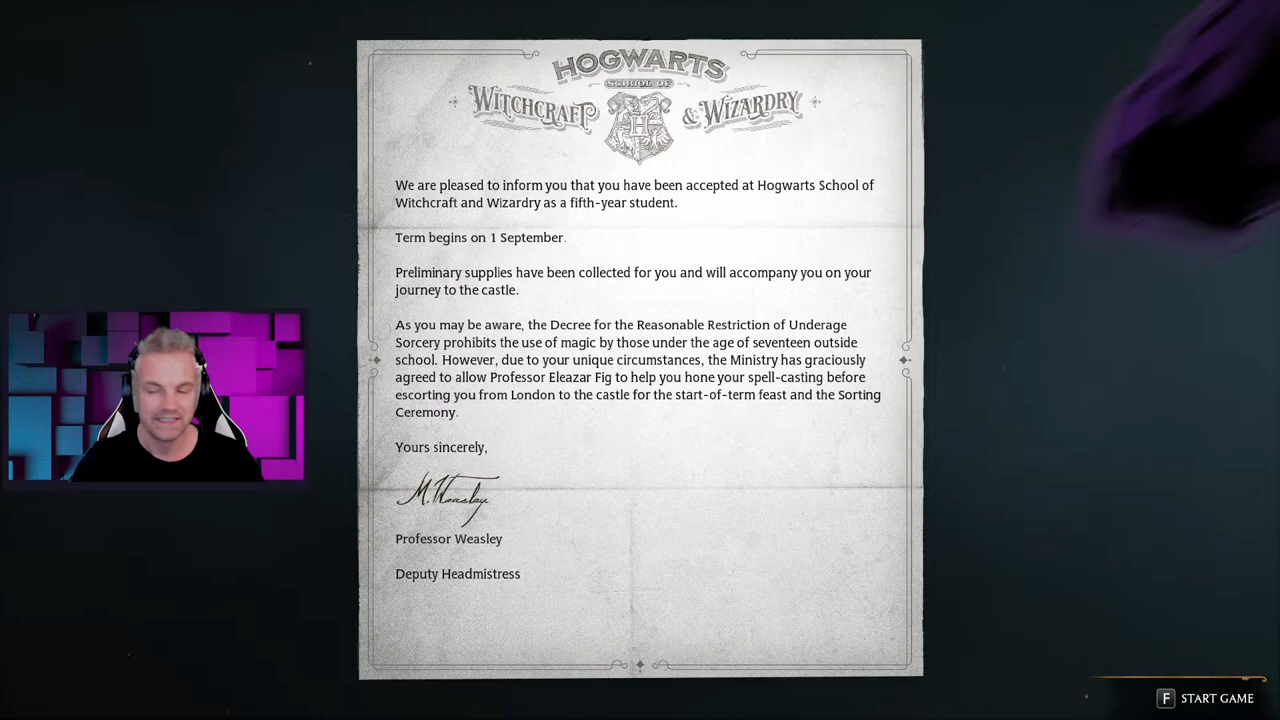 HOGWARTS
SCHOOL OF
WITCHCRAFT & WIZARDRY
H
We are pleased to inform you that you have been accepted at Hogwarts School of
Witchcraft and Wizardry as a fifth-year student.
Term begins on 1 September.
Preliminary supplies have been collected for you and will accompany you on your
journey to the castle.
As you may be aware, the Decree for the Reasonable Restriction of Underage
Sorcery prohibits the use of magic by those under the age of seventeen outside
school. However, due to your unique circumstances, the Ministry has graciously
agreed to allow Professor Eleazar Fig to help you hone your spell-casting before
escorting you from London to the castle for the start-of-term feast and the Sorting
Ceremony.
Yours sincerely,
M. Weasley
Professor Weasley
Deputy Headmistress
F START GAME